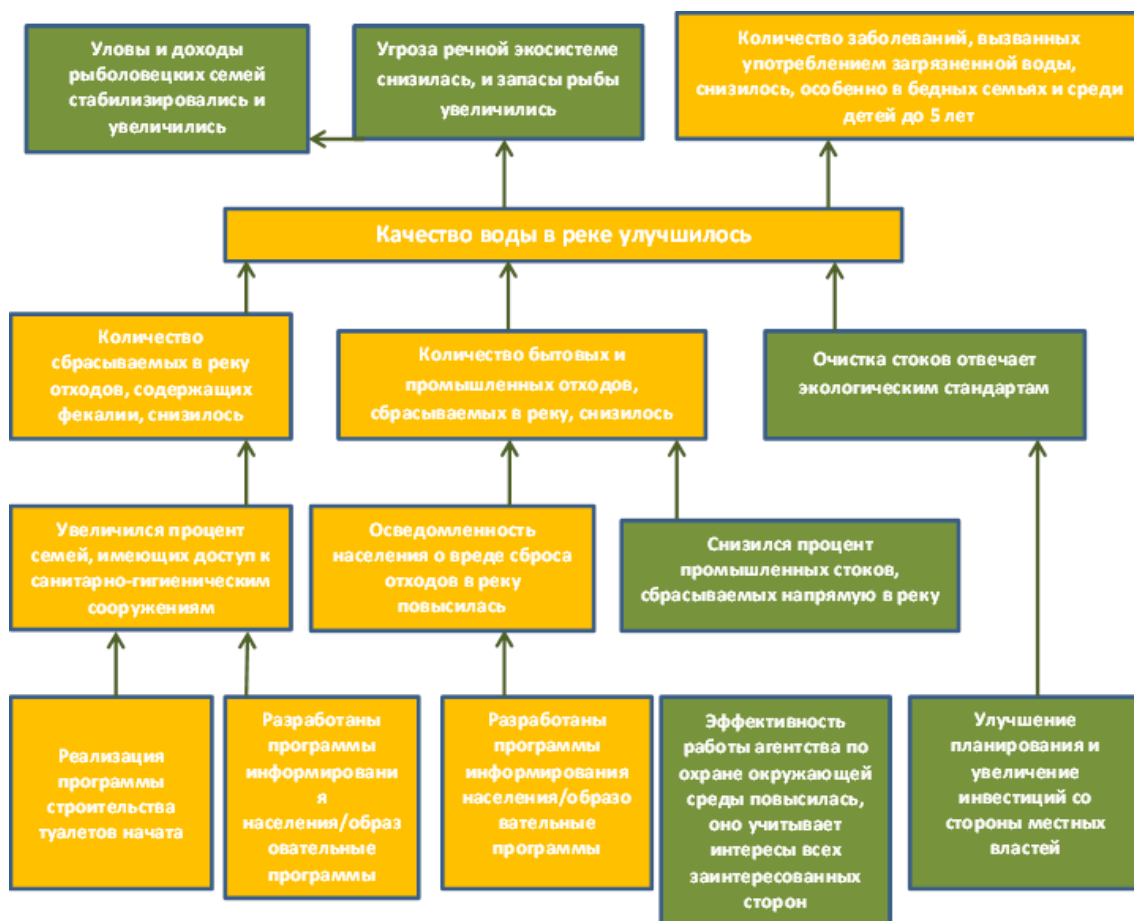 Уловы и доходы
рыболовецких семей
стабилизировались и
увеличились
Угроза речной экосистеме
снизилась, и запасы рыбы
увеличились
Количество заболеваний, вызванных
употреблением загрязненной воды,
снизилось, особенно в бедных семьях и среди
детей до 5 лет
Качество воды в реке улучшилось
Количество
сбрасываемых в реку
отходов, содержащих
фекалии, снизилось
Количество бытовых и
промышленных отходов,
сбрасываемых в реку, снизилось
Очистка стоков отвечает
экологическим стандартам
Увеличился процент
семей, имеющих доступ к
санитарно-гигиеническим
сооружениям
Осведомленность
населения о вреде сброса
отходов в реку
повысилась
Снизился процент
промышленных стоков,
сбрасываемых напрямую в реку
Реализация
программы
строительства
туалетов начата
Разработаны
программы
информировани
я
населения/образ
овательные
программы
Разработаны
программы
информирования
населения/образо
вательные
программы
Эффективность
работы агентства по
охране окружающей
среды повысилась,
оно учитывает
интересы всех
заинтересованных
сторон
Улучшение
планирования и
увеличение
инвестиций со
стороны местных
властей